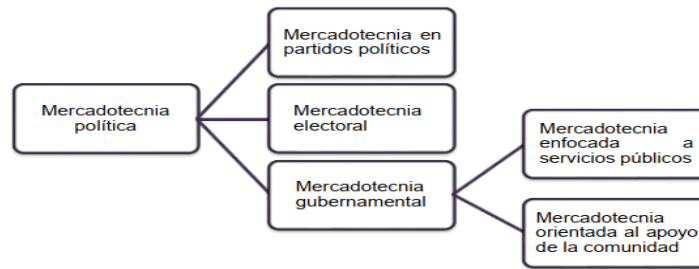 Mercadotecnia en
partidos políticos
Mercadotecnia
política
Mercadotecnia
electoral
Mercadotecnia
gubernamental
Mercadotecnia
enfocada a
servicios públicos
Mercadotecnia
orientada al apoyo
de la comunidad